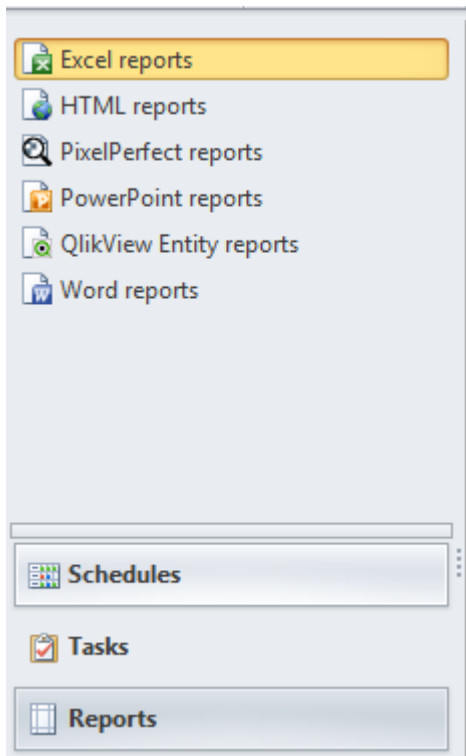 Excel reports
HTML reports
PixelPerfect reports
PowerPoint reports
QlikView Entity reports
Word reports
Schedules
Tasks
Reports